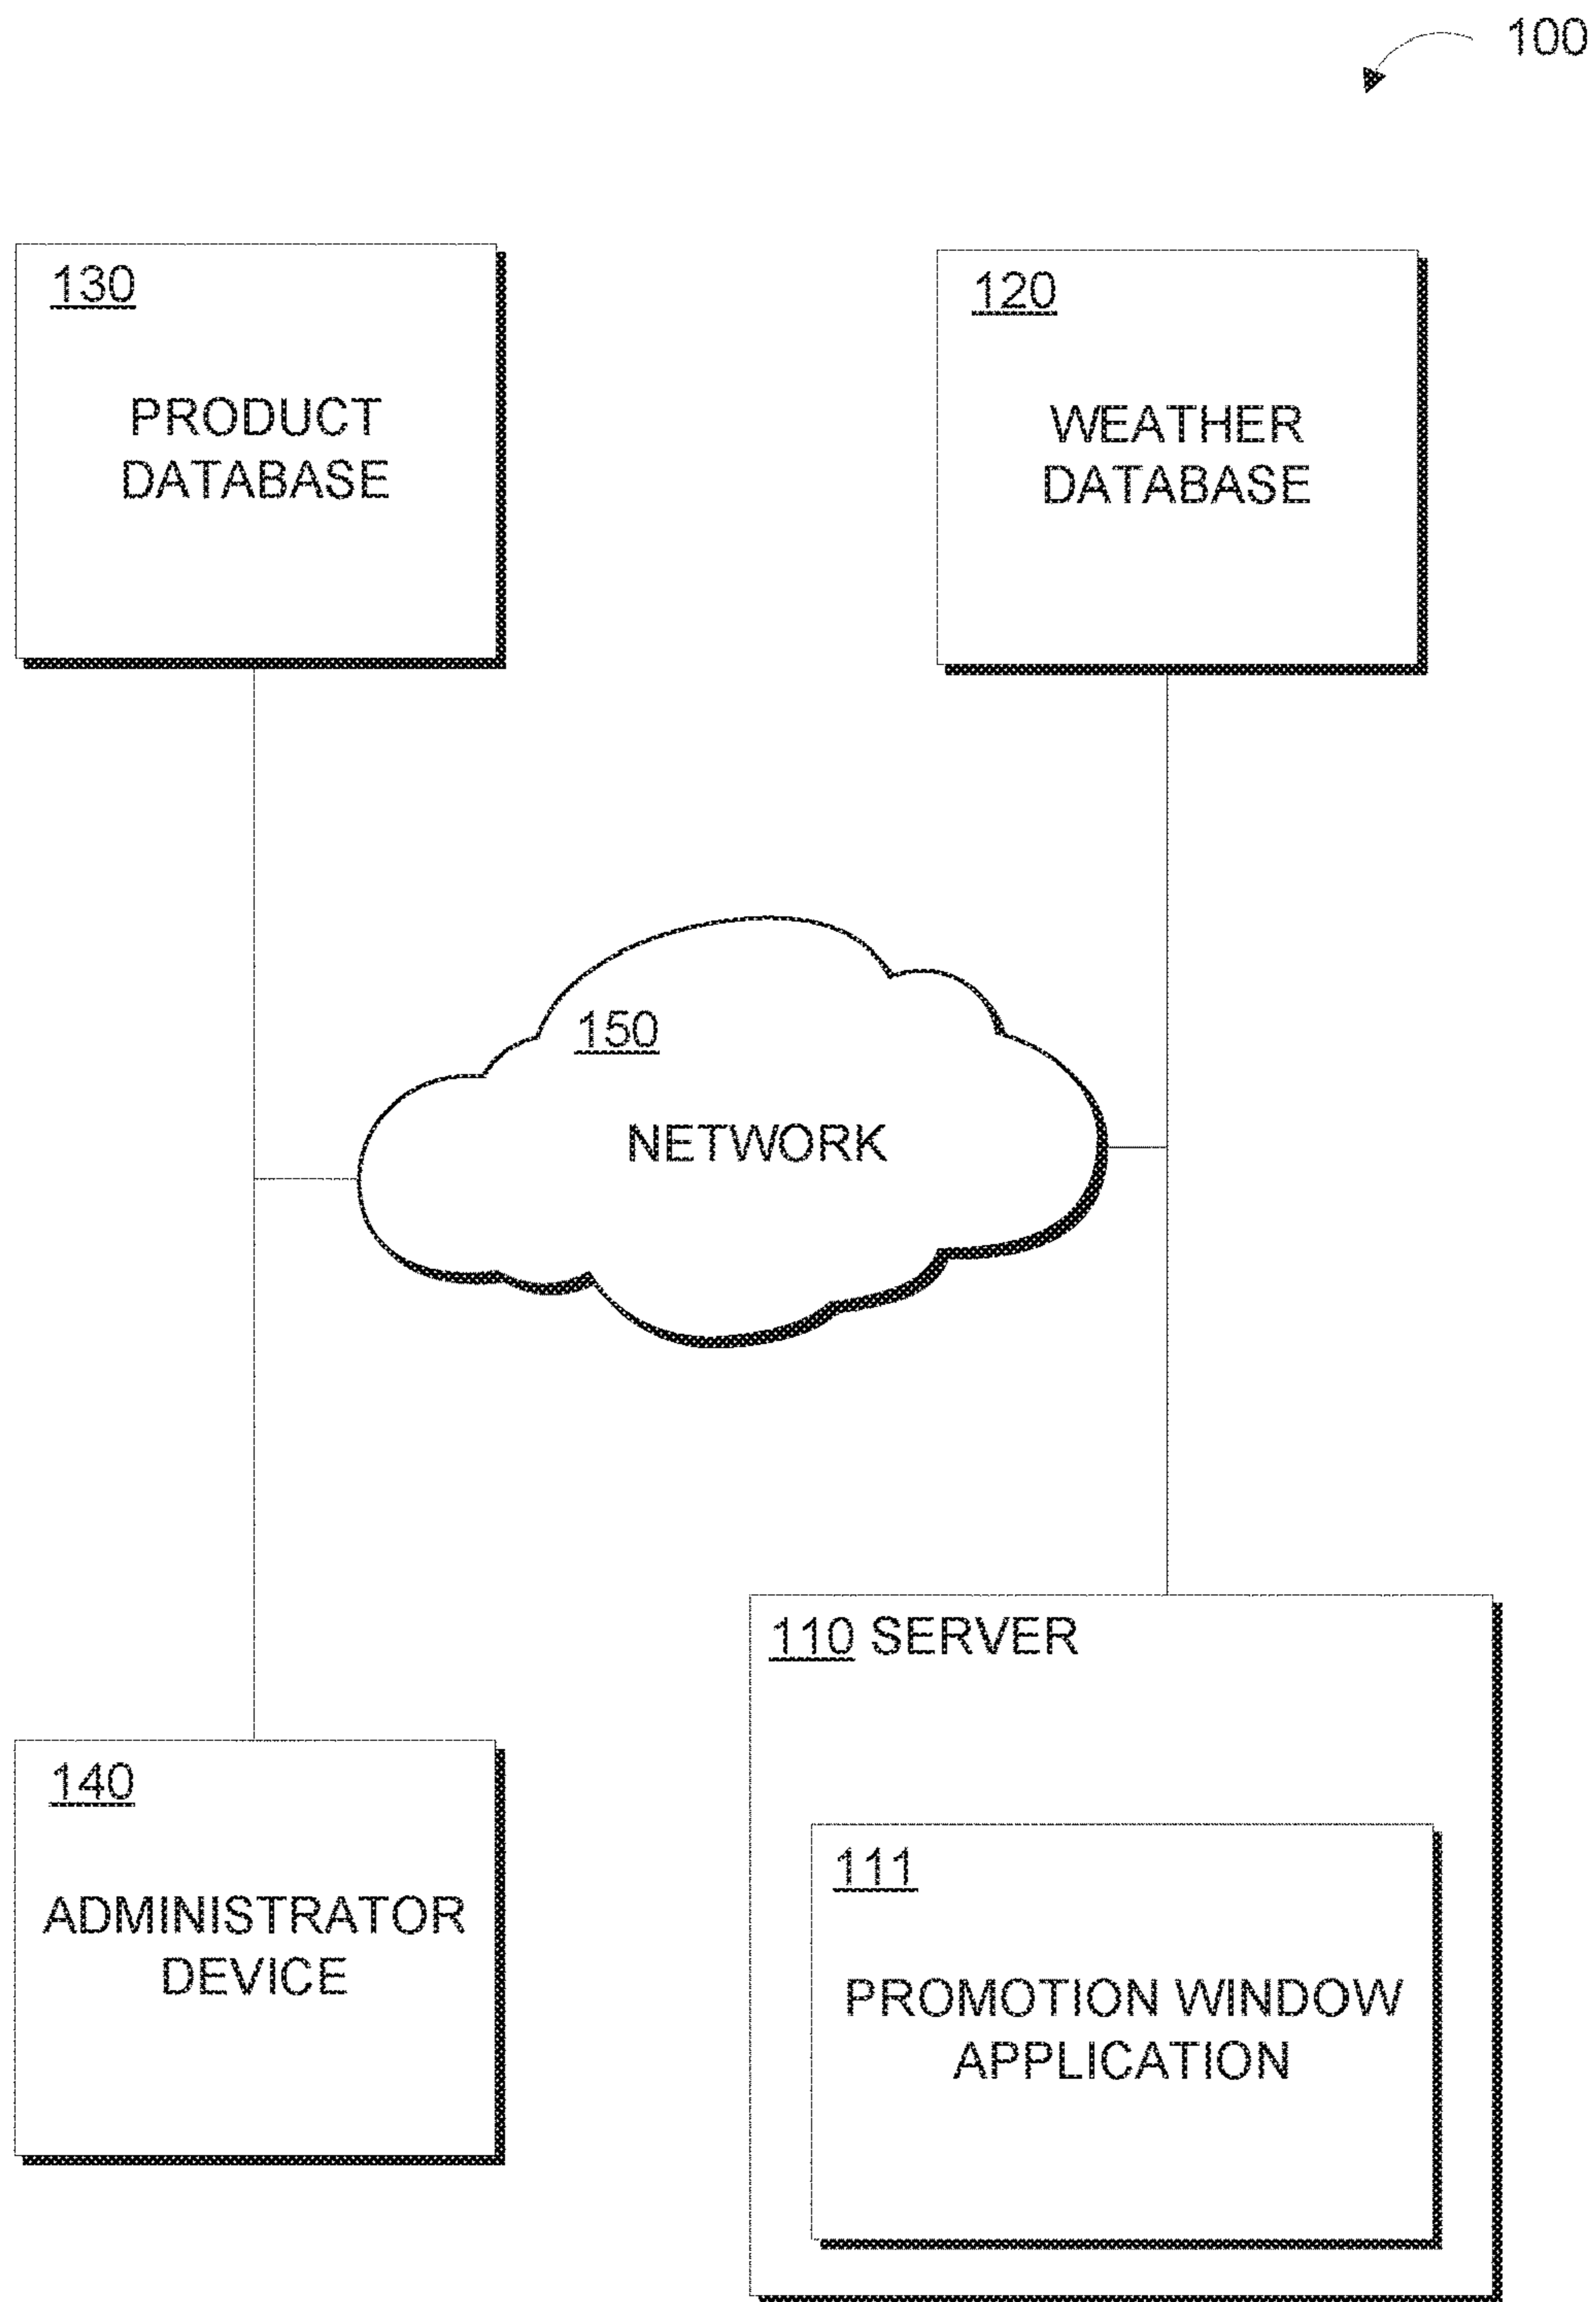 100
130
PRODUCT
DATABASE
120
WEATHER
DATABASE
150
NETWORK
110 SERVER
140
ADMINISTRATOR
DEVICE
111
PROMOTION WINDOW
APPLICATION